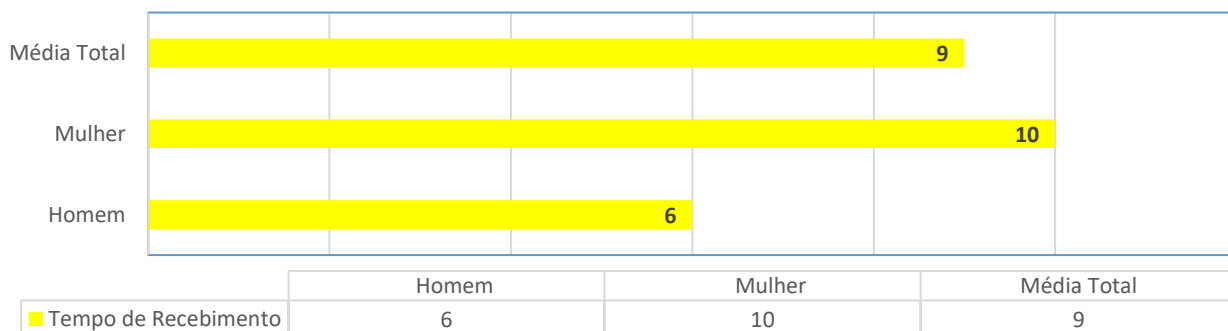 Média Total 9
Mulher 10
Homem 6
Homem Mulher Média Total
Tempo de Recebimento 6 10 9